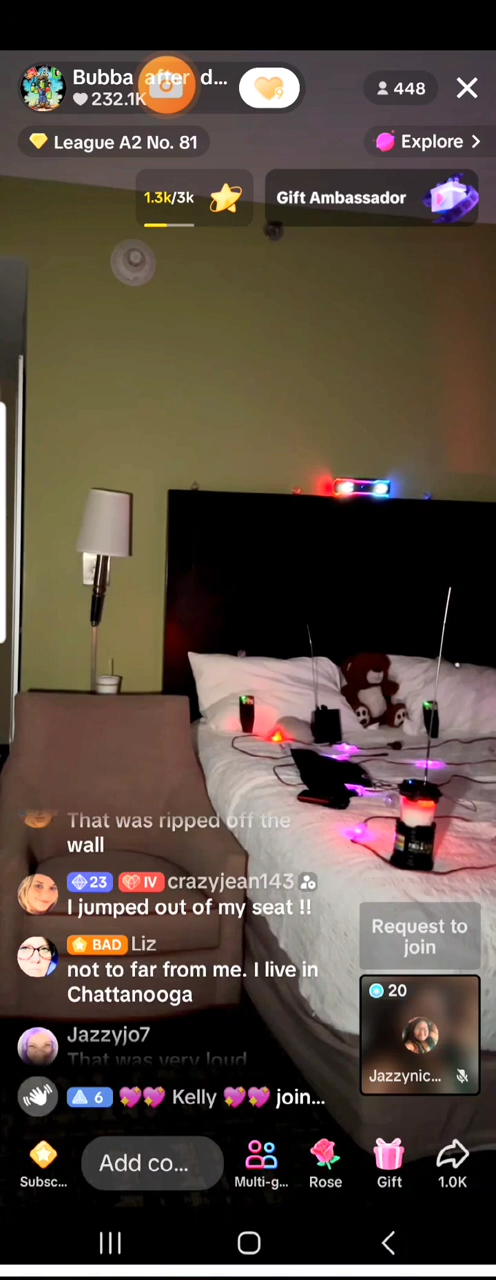 Bubba after d...
232.1K
448
League A2 No. 81
Explore >
1.3k/3k
Gift Ambassador
That was ripped off the
wall
23 IV crazyjean143
I jumped out of my seat !!
BAD Liz
not to far from me. I live in
Chattanooga
Jazzyjo7
That was very loud
6 💖💖 Kelly 💖💖 join...
Request to
join
20
Jazzynic...
Subsc...
Add co...
Multi-g...
Rose
Gift
1.0K